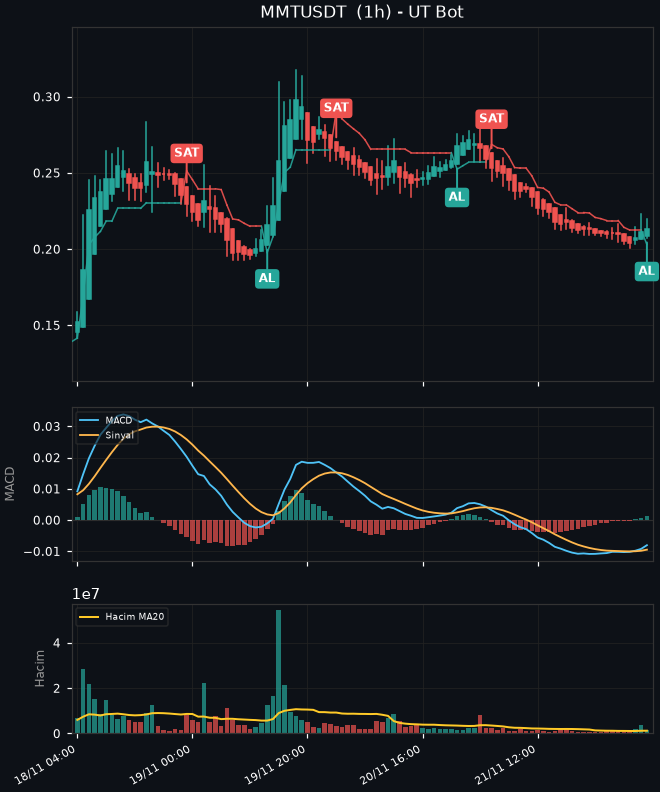 MMTUSDT  (1h) - UT Bot
0.30
0.25
0.20
0.15
SAT
SAT
SAT
AL
AL
AL
MACD
0.03
0.02
0.01
0.00
−0.01
MACD
Sinyal
1e7
Hacim
4
2
0
Hacim MA20
18/11 04:00
19/11 00:00
19/11 20:00
20/11 16:00
21/11 12:00